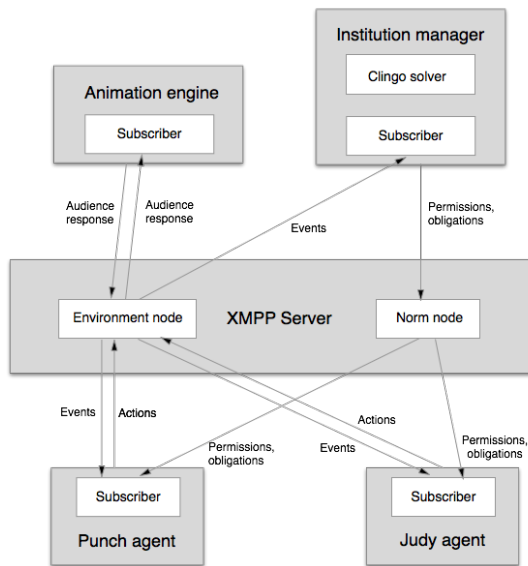 Institution manager
Clingo solver
Subscriber
Animation engine
Subscriber
Audience
response
Audience
response
Events
Permissions,
obligations
Environment node
XMPP Server
Norm node
Events
Actions
Permissions,
obligations
Events
Actions
Permissions,
obligations
Subscriber
Punch agent
Subscriber
Judy agent